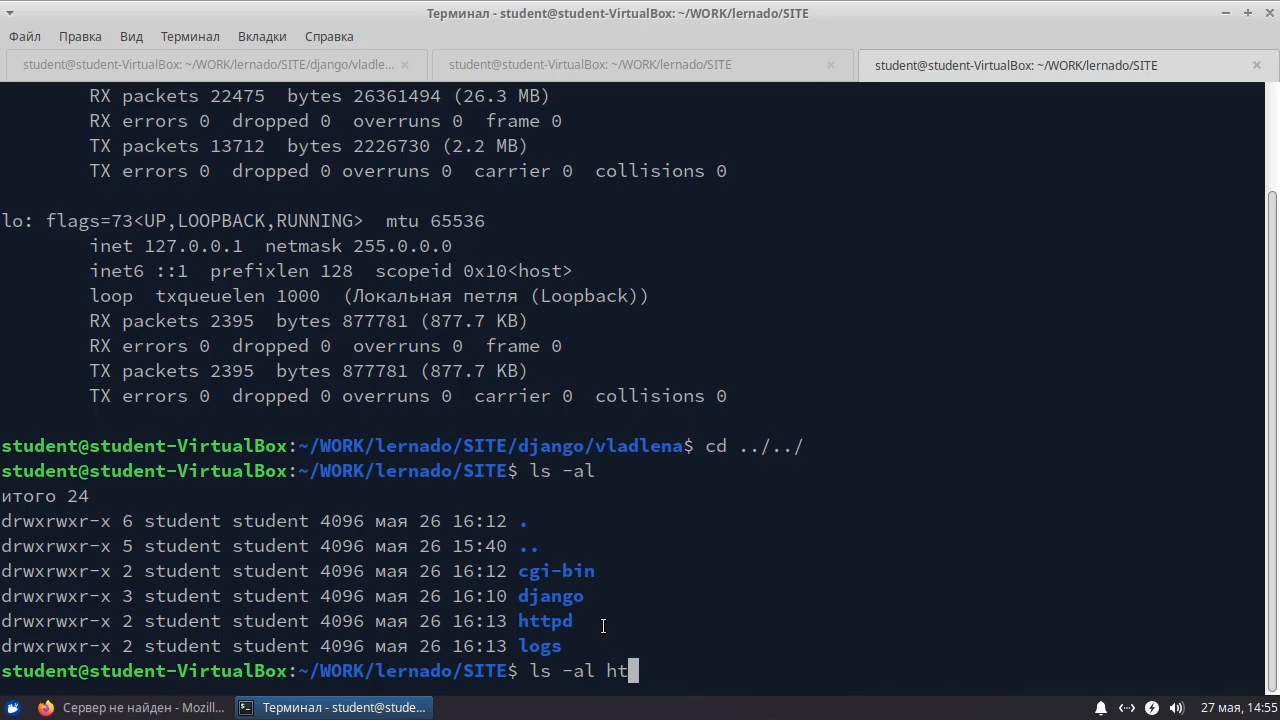 Терминал - student@student-VirtualBox: ~/WORK/lernado/SITE
Файл Правка Вид Терминал Вкладки Справка
student@student-VirtualBox: ~/WORK/lernado/SITE/django/vladle... student@student-VirtualBox: ~/WORK/lernado/SITE student@student-VirtualBox: ~/WORK/lernado/SITE
RX packets 22475  bytes 26361494 (26.3 MB)
RX errors 0  dropped 0  overruns 0  frame 0
TX packets 13712  bytes 2226730 (2.2 MB)
TX errors 0  dropped 0 overruns 0  carrier 0  collisions 0
lo: flags=73<UP,LOOPBACK,RUNNING>  mtu 65536
inet 127.0.0.1  netmask 255.0.0.0
inet6 ::1  prefixlen 128  scopeid 0x10<host>
loop  txqueuelen 1000  (Локальная петля (Loopback))
RX packets 2395  bytes 877781 (877.7 KB)
RX errors 0  dropped 0  overruns 0  frame 0
TX packets 2395  bytes 877781 (877.7 KB)
TX errors 0  dropped 0 overruns 0  carrier 0  collisions 0
student@student-VirtualBox:~/WORK/lernado/SITE/django/vladlena$ cd ../../
student@student-VirtualBox:~/WORK/lernado/SITE$ ls -al
итого 24
drwxrwxr-x 6 student student 4096 мая 26 16:12 .
drwxrwxr-x 5 student student 4096 мая 26 15:40 ..
drwxrwxr-x 2 student student 4096 мая 26 16:12 cgi-bin
drwxrwxr-x 3 student student 4096 мая 26 16:10 django
drwxrwxr-x 2 student student 4096 мая 26 16:13 httpd
drwxrwxr-x 2 student student 4096 мая 26 16:13 logs
student@student-VirtualBox:~/WORK/lernado/SITE$ ls -al ht
Сервер не найден - Mozill... Терминал - student@stude... 27 мая, 14:55